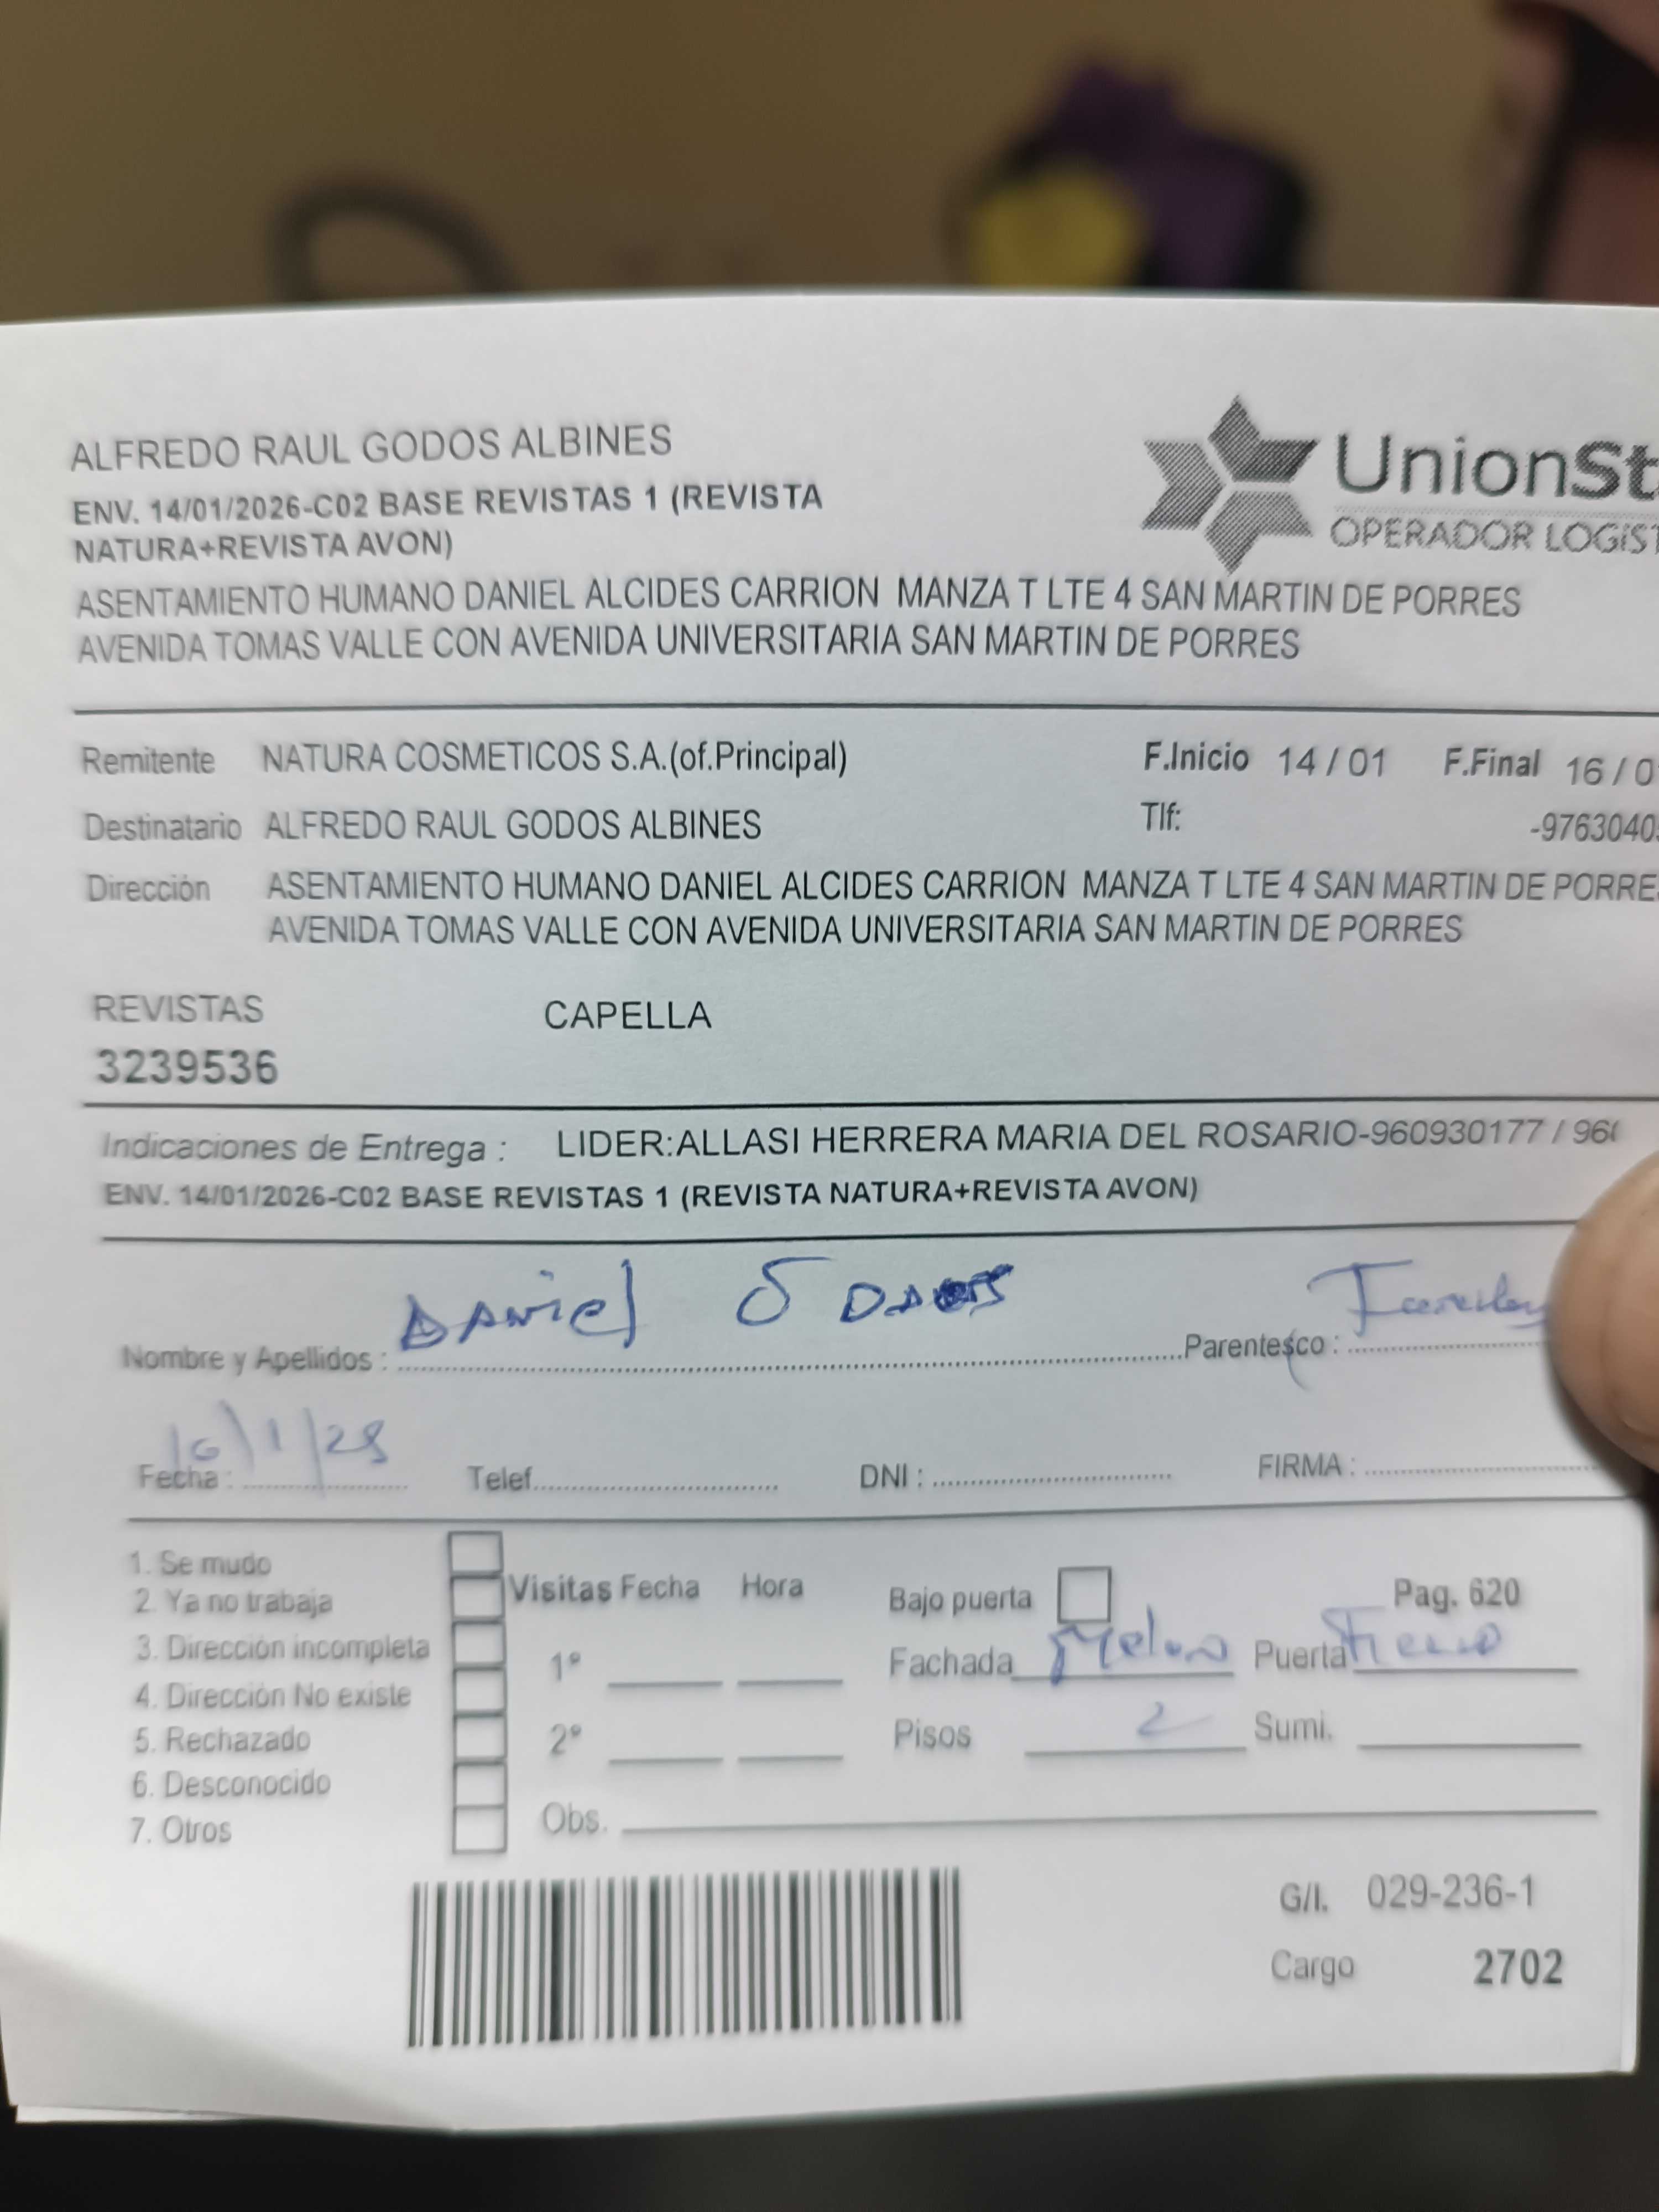 ALFREDO RAUL GODOS ALBINES
ENV. 14/01/2026-C02 BASE REVISTAS 1 (REVISTA
NATURA+REVISTA AVON)
ASENTAMIENTO HUMANO DANIEL ALCIDES CARRION MANZA T LTE 4 SAN MARTIN DE PORRES
AVENIDA TOMAS VALLE CON AVENIDA UNIVERSITARIA SAN MARTIN DE PORRES
UnionSt
OPERADOR LOGIST
Remitente NATURA COSMETICOS S.A.(of.Principal) F.Inicio 14 / 01 F.Final 16 / 0
Destinatario ALFREDO RAUL GODOS ALBINES Tlf: -9763040
Dirección ASENTAMIENTO HUMANO DANIEL ALCIDES CARRION MANZA T LTE 4 SAN MARTIN DE PORRE
AVENIDA TOMAS VALLE CON AVENIDA UNIVERSITARIA SAN MARTIN DE PORRES
REVISTAS CAPELLA
3239536
Indicaciones de Entrega : LIDER:ALLASI HERRERA MARIA DEL ROSARIO-960930177 / 96
ENV. 14/01/2026-C02 BASE REVISTAS 1 (REVISTA NATURA+REVISTA AVON)
Nombre y Apellidos : DANiel Parentesco :
Fecha : Telef. DNI : FIRMA :
1. Se mudo
2. Ya no trabaja
3. Dirección incompleta
4. Dirección No existe
5. Rechazado
6. Desconocido
7. Otros
Visitas Fecha Hora
1º
2º
Obs.
Bajo puerta Pag. 620
Fachada Puerta
Pisos 2 Sumi.
G/I. 029-236-1
Cargo 2702